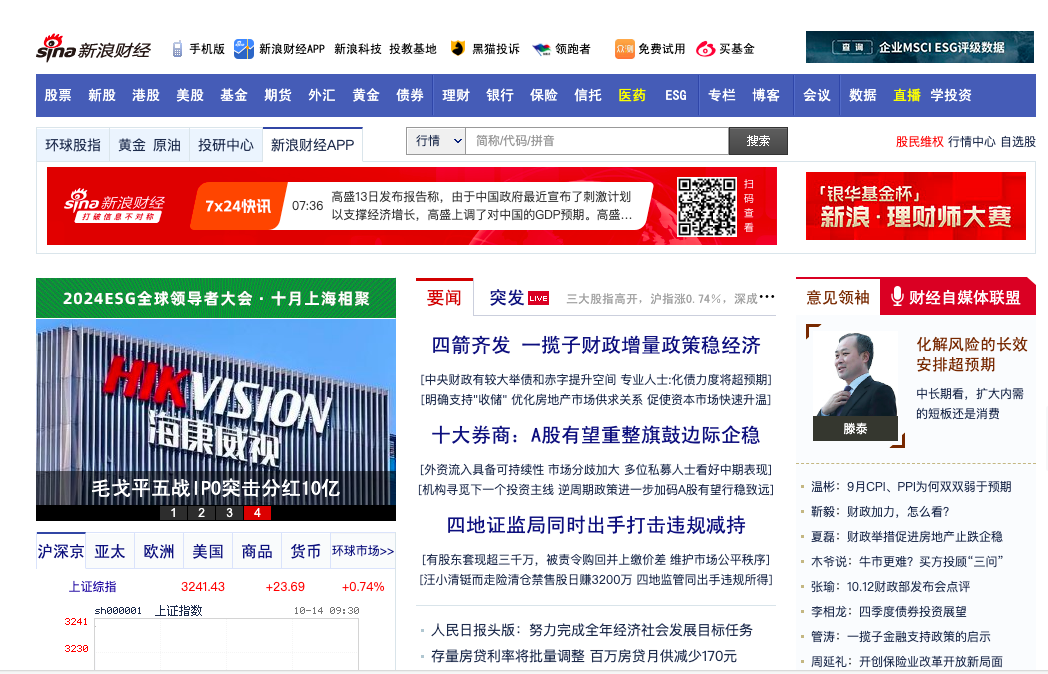 sina 新浪财经 手机版 新浪财经APP 新浪科技 投教基地 黑猫投诉 领跑者 众测 免费试用 买基金
查询 企业MSCI ESG评级数据
股票 新股 港股 美股 基金 期货 外汇 黄金 债券 理财 银行 保险 信托 医药 ESG 专栏 博客 会议 数据 直播 学投资
环球股指 黄金 原油 投研中心 新浪财经APP
行情 简称/代码/拼音 搜索
股民维权 行情中心 自选股
sina 新浪财经
打破信息不对称
7x24快讯 07:36
高盛13日发布报告称，由于中国政府最近宣布了刺激计划
以支撑经济增长，高盛上调了对中国的GDP预期。高盛...
扫
码
查
看
「银华基金杯」
新浪·理财师大赛
2024ESG全球领导者大会·十月上海相聚
HIKVISION
海康威视
毛戈平五战IPO突击分红10亿
1 2 3 4
沪深京 亚太 欧洲 美国 商品 货币 环球市场>>
上证综指 3241.43 +23.69 +0.74%
sh000001 上证指数 10-14 09:30
3241
3230
要闻 突发 LIVE 三大股指高开，沪指涨0.74%，深成...
四箭齐发 一揽子财政增量政策稳经济
[中央财政有较大举债和赤字提升空间 专业人士:化债力度将超预期]
[明确支持"收储" 优化房地产市场供求关系 促使资本市场快速升温]
十大券商：A股有望重整旗鼓边际企稳
[外资流入具备可持续性 市场分歧加大 多位私募人士看好中期表现]
[机构寻觅下一个投资主线 逆周期政策进一步加码A股有望行稳致远]
四地证监局同时出手打击违规减持
[有股东套现超三千万，被责令购回并上缴价差 维护市场公平秩序]
[汪小清铤而走险清仓禁售股日赚3200万 四地监管同出手违规所得]
人民日报头版：努力完成全年经济社会发展目标任务
存量房贷利率将批量调整 百万房贷月供减少170元
意见领袖 财经自媒体联盟
滕泰
化解风险的长效
安排超预期
中长期看，扩大内需
的短板还是消费
温彬：9月CPI、PPI为何双双弱于预期
靳毅：财政加力，怎么看?
夏磊：财政举措促进房地产止跌企稳
木爷说：牛市更难？买方投顾“三问”
张瑜：10.12财政部发布会点评
李相龙：四季度债券投资展望
管涛：一揽子金融支持政策的启示
周延礼：开创保险业改革开放新局面